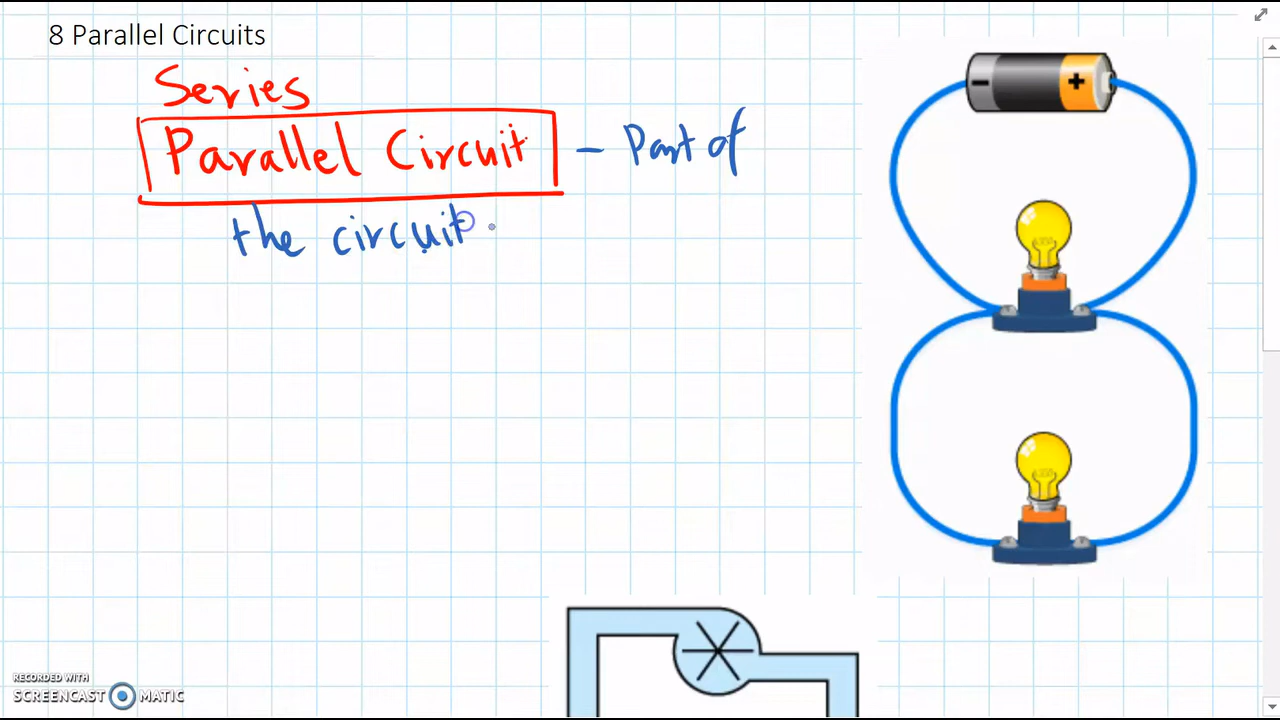 8 Parallel Circuits
Series
Parallel Circuit – Part of
the circuit
- +
RECORDED WITH
SCREENCAST MATIC